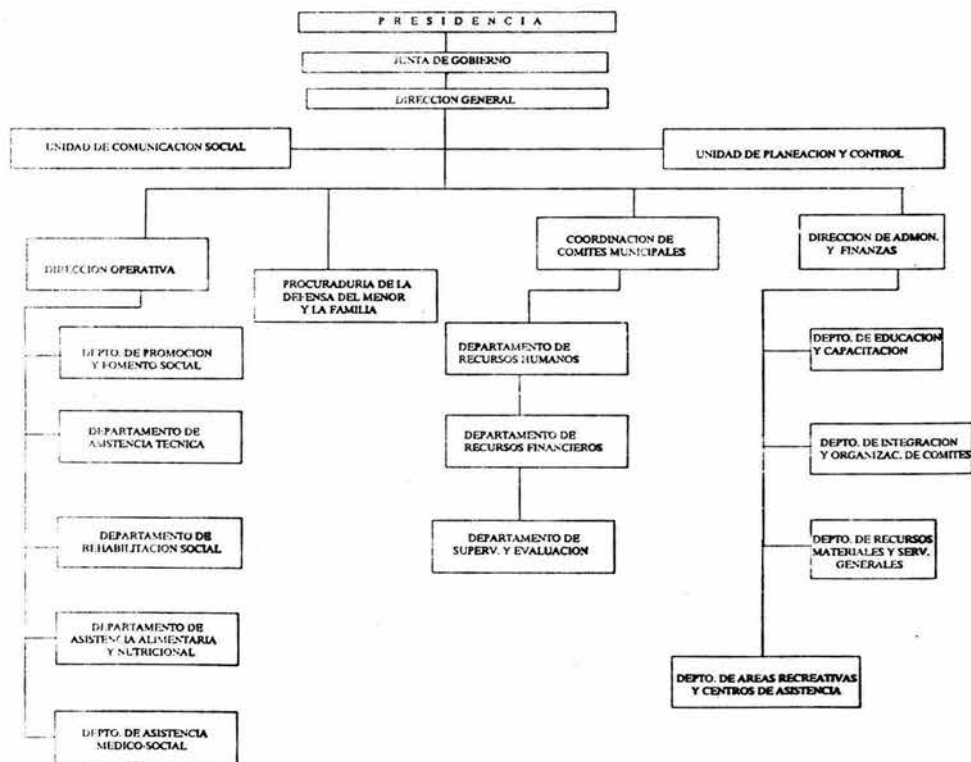 PRESIDENCIA
JUNTA DE GOBIERNO
DIRECCION GENERAL
UNIDAD DE COMUNICACION SOCIAL
UNIDAD DE PLANEACION Y CONTROL
DIRECCION OPERATIVA
PROCURADURIA DE LA
DEFENSA DEL MENOR
Y LA FAMILIA
COORDINACION DE
COMITES MUNICIPALES
DIRECCION DE ADMON.
Y FINANZAS
DEPTO. DE PROMOCION
Y FOMENTO SOCIAL
DEPARTAMENTO DE
ASISTENCIA TECNICA
DEPARTAMENTO DE
REHABILITACION SOCIAL
DEPARTAMENTO DE
ASISTENCIA ALIMENTARIA
Y NUTRICIONAL
DEPTO. DE ASISTENCIA
MEDICO-SOCIAL
DEPARTAMENTO DE
RECURSOS HUMANOS
DEPARTAMENTO DE
RECURSOS FINANCIEROS
DEPARTAMENTO DE
SUPERV. Y EVALUACION
DEPTO. DE EDUCACION
Y CAPACITACION
DEPTO. DE INTEGRACION
Y ORGANIZAC. DE COMITES
DEPTO. DE RECURSOS
MATERIALES Y SERV.
GENERALES
DEPTO. DE AREAS RECREATIVAS
Y CENTROS DE ASISTENCIA